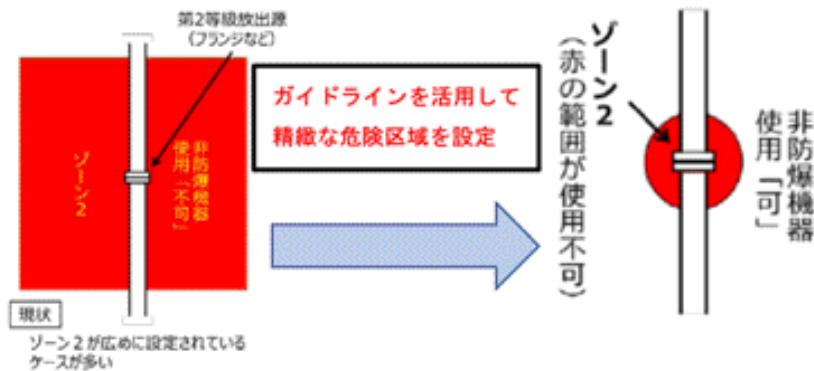 第2等級放出源
（フランジなど）
ゾーン2
非防爆機器
使用「不可」
現状
ゾーン2が広めに設定されている
ケースが多い
ガイドラインを活用して
精緻な危険区域を設定
ゾーン2
（赤の範囲が使用不可）
非防爆機器
使用「可」